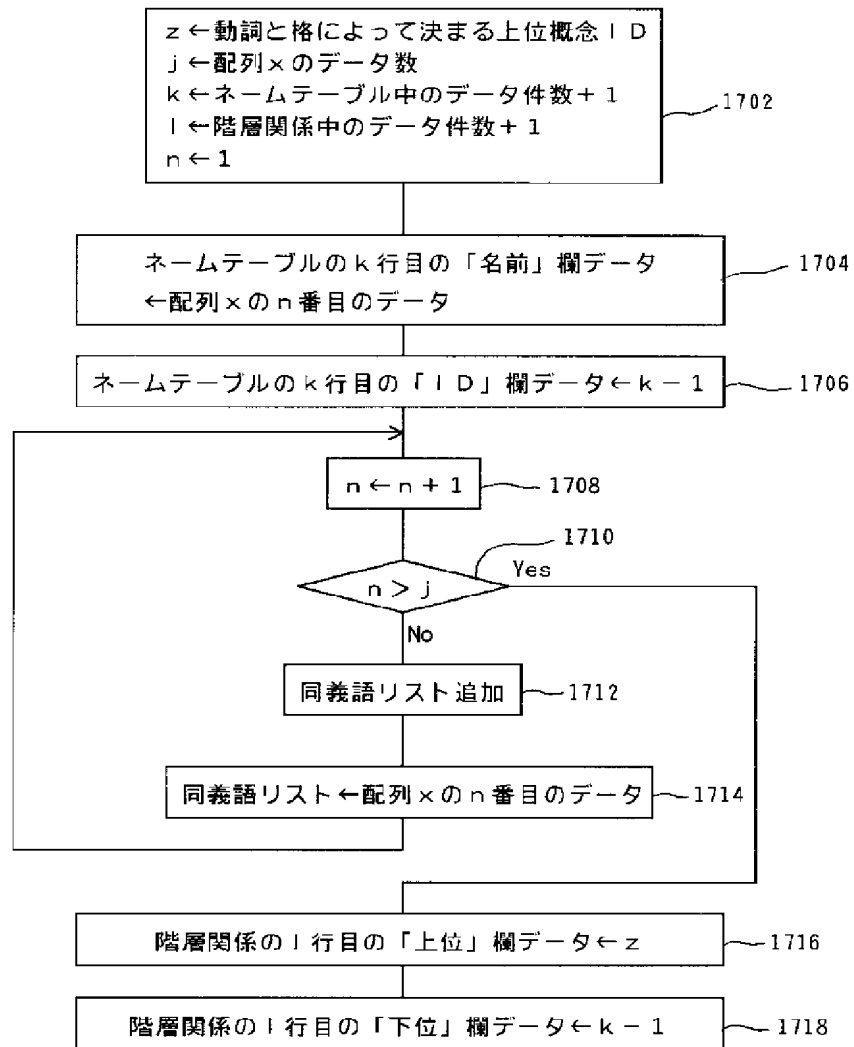 z←動詞と格によって決まる上位概念ID
j←配列xのデータ数
k←ネームテーブル中のデータ件数+1
l←階層関係中のデータ件数+1
n←1
1702
ネームテーブルのk行目の「名前」欄データ
←配列xのn番目のデータ
1704
ネームテーブルのk行目の「ID」欄データ←k-1
1706
n←n+1
1708
1710
n>j
Yes
No
同義語リスト追加
1712
同義語リスト←配列xのn番目のデータ
1714
階層関係のl行目の「上位」欄データ←z
1716
階層関係のl行目の「下位」欄データ←k-1
1718